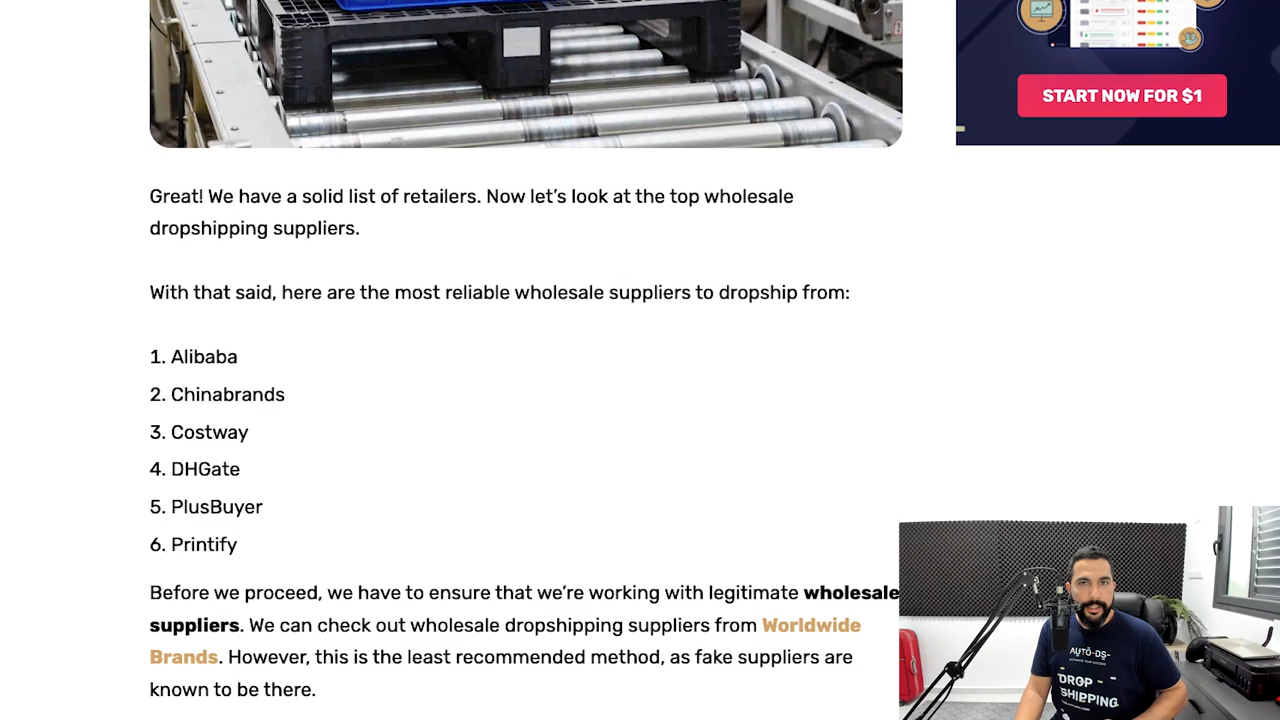 START NOW FOR $1
Great! We have a solid list of retailers. Now let’s look at the top wholesale
dropshipping suppliers.
With that said, here are the most reliable wholesale suppliers to dropship from:
1. Alibaba
2. Chinabrands
3. Costway
4. DHGate
5. PlusBuyer
6. Printify
Before we proceed, we have to ensure that we’re working with legitimate wholesale
suppliers. We can check out wholesale dropshipping suppliers from Worldwide
Brands. However, this is the least recommended method, as fake suppliers are
known to be there.
AUTO-DS
DROP
SHIPPING